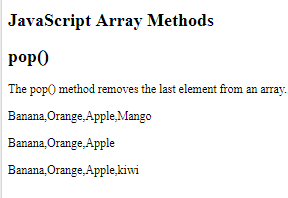 JavaScript Array Methods
pop()
The pop() method removes the last element from an array.
Banana,Orange,Apple,Mango
Banana,Orange,Apple
Banana,Orange,Apple,kiwi